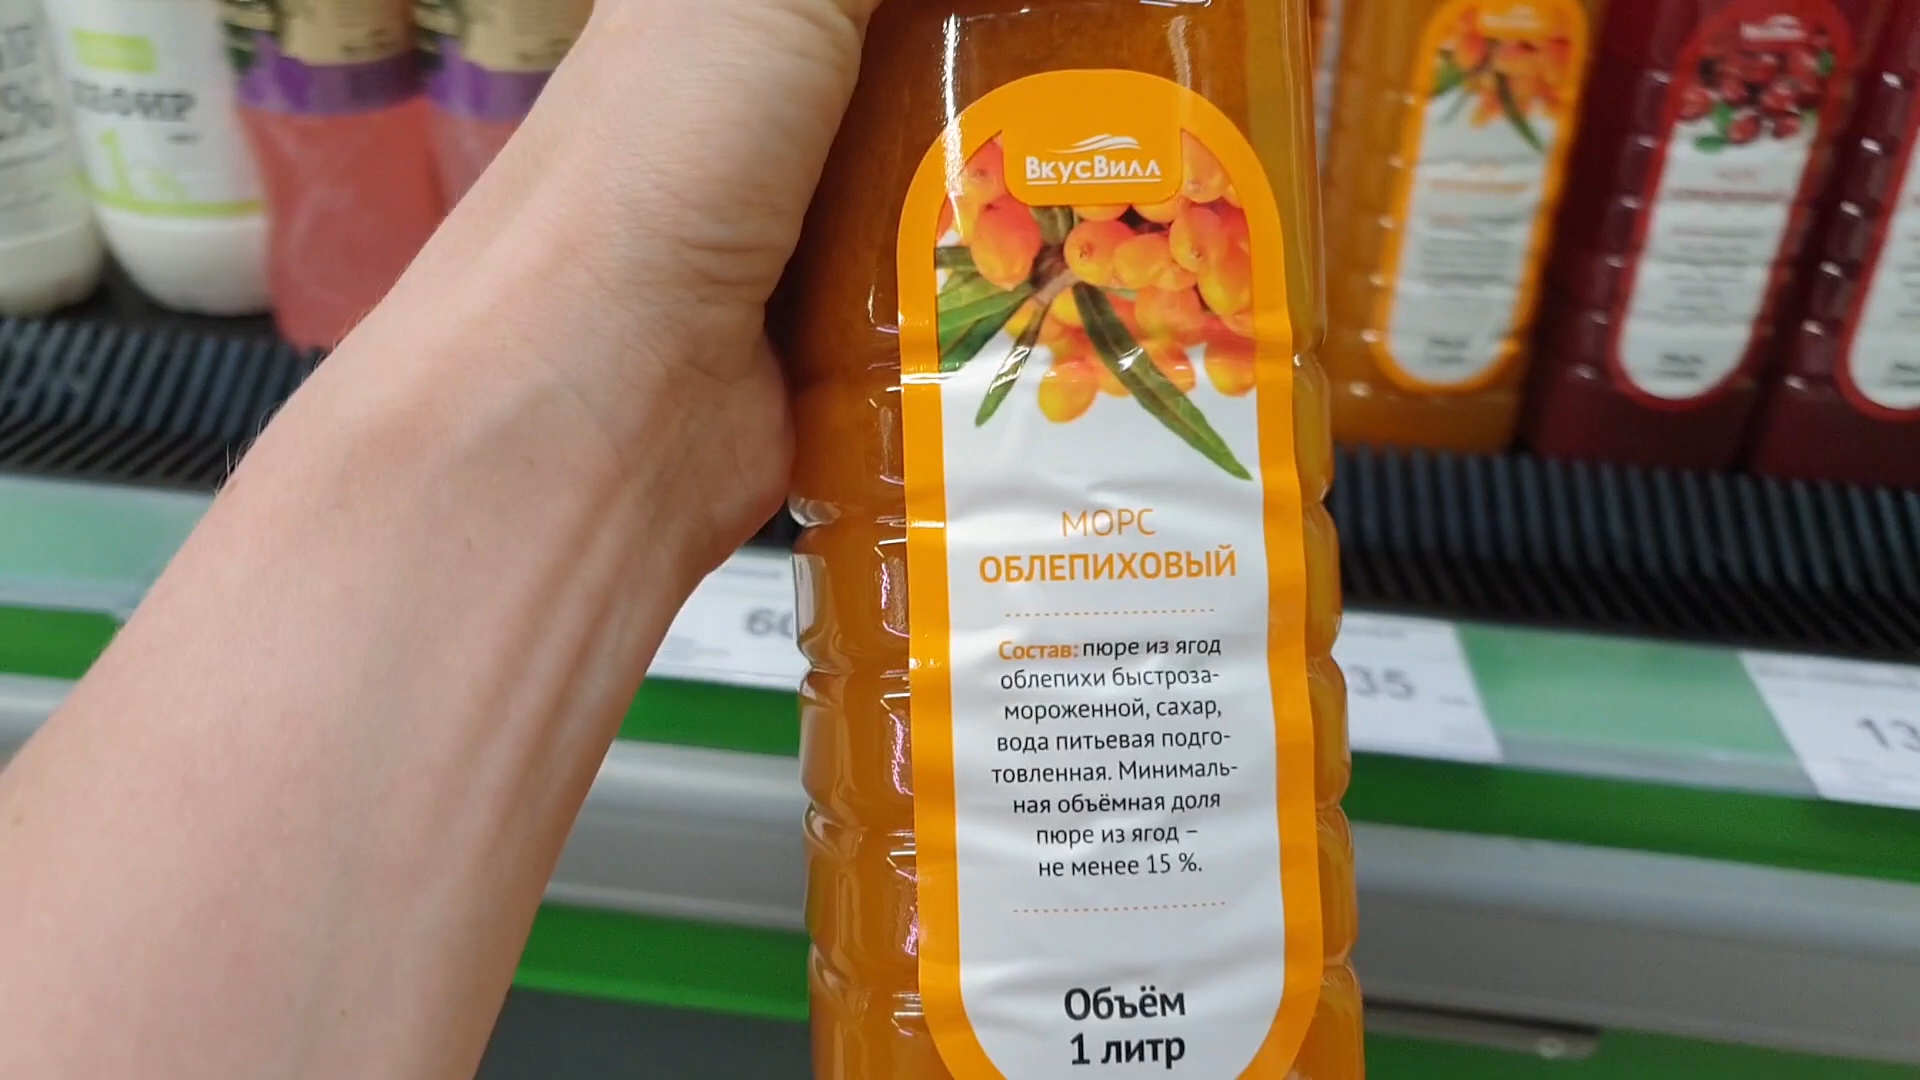 ВкусВилл
МОРС
ОБЛЕПИХОВЫЙ
Состав: пюре из ягод
облепихи быстроза-
мороженной, сахар,
вода питьевая подго-
товленная. Минималь-
ная объёмная доля
пюре из ягод –
не менее 15 %.
Объём
1 литр
35